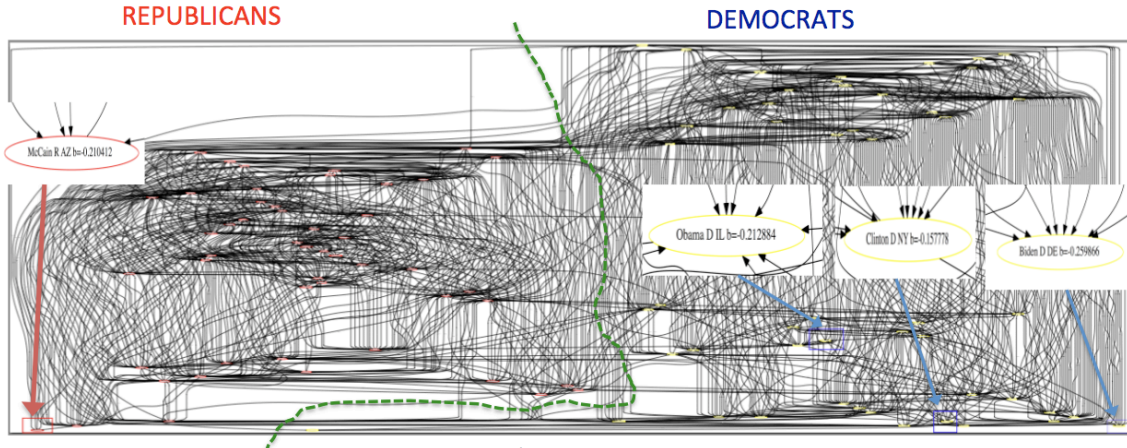 REPUBLICANS
DEMOCRATS
McCain R AZ b=-0.210412
Obama D IL b=-0.212884
Clinton D NY b=-0.157778
Biden D DE b=-0.259866